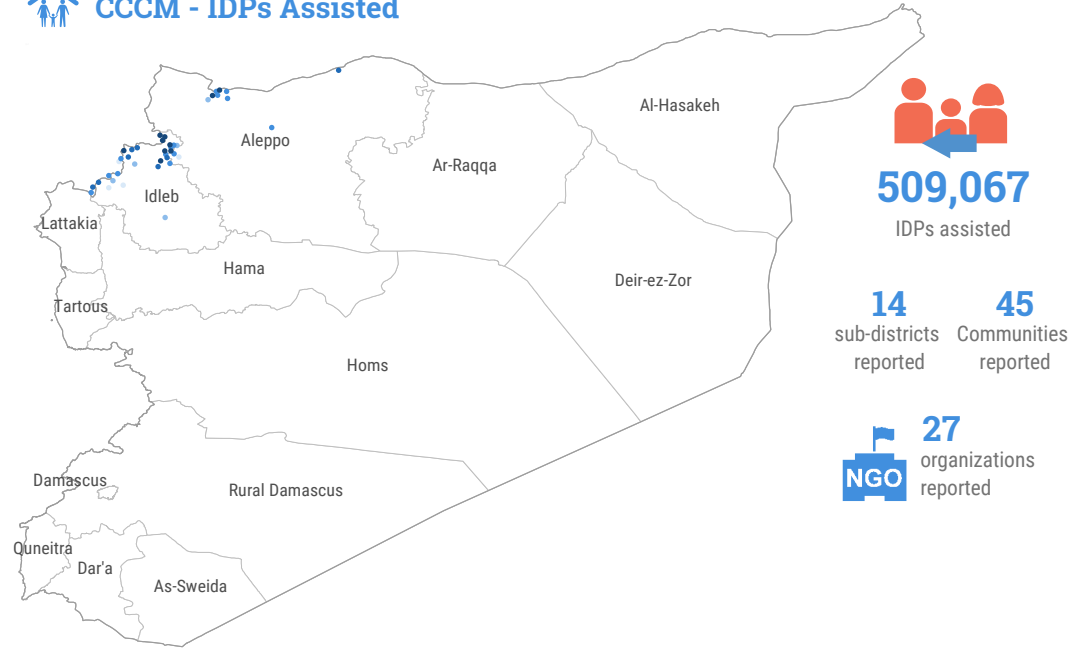 CCCM - IDPs Assisted
Al-Hasakeh
Aleppo
Ar-Raqqa
Idleb
Lattakia
Hama
Deir-ez-Zor
Tartous
Homs
Damascus
Rural Damascus
Quneitra
Dar'a
As-Sweida
509,067
IDPs assisted
14
sub-districts
reported
45
Communities
reported
NGO
27
organizations
reported